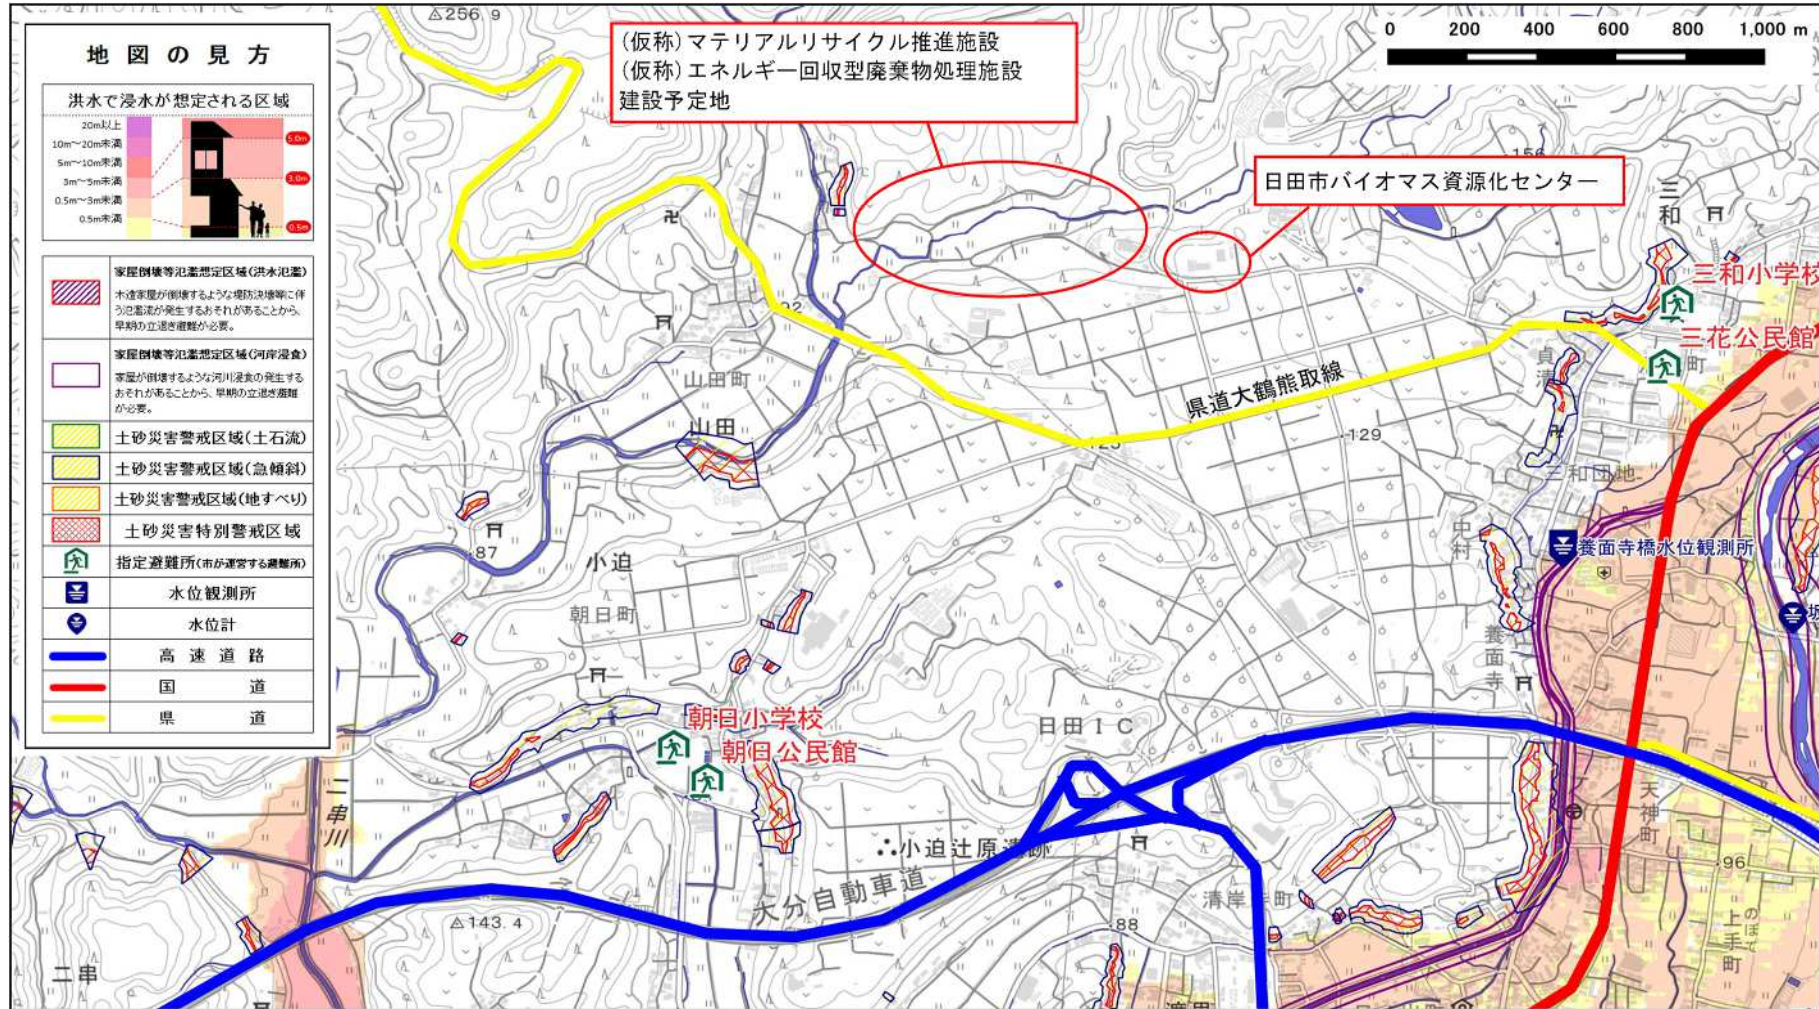 地図の見方
洪水で浸水が想定される区域
20m以上
10m～20m未満
5m～10m未満
3m～5m未満
0.5m～3m未満
0.5m未満
5.0m
3.0m
0.5m
家屋倒壊等氾濫想定区域(洪水氾濫)
木造家屋が倒壊するような堤防決壊等に伴
う氾濫流が発生するおそれがあることから、
早期の立退き避難が必要。
家屋倒壊等氾濫想定区域(河岸浸食)
家屋が倒壊するような河川浸食の発生する
おそれがあることから、早期の立退き避難
が必要。
土砂災害警戒区域(土石流)
土砂災害警戒区域(急傾斜)
土砂災害警戒区域(地すべり)
土砂災害特別警戒区域
指定避難所(市が運営する避難所)
水位観測所
水位計
高速道路
国道
県道
256.9
(仮称)マテリアルリサイクル推進施設
(仮称)エネルギー回収型廃棄物処理施設
建設予定地
0 200 400 600 800 1,000 m
156
日田市バイオマス資源化センター
三和
三和小学校
三花公民館
町
92
山田町
山田
県道大鶴熊取線
貞清
125
129
三和団地
87
小迫
朝日町
養面寺橋水位観測所
養面寺
朝日小学校
朝日公民館
日田IC
二串川
小迫辻原遺跡
大分自動車道
天神町
96
清岸寺町
143.4
88
上手町
のぼて
二串